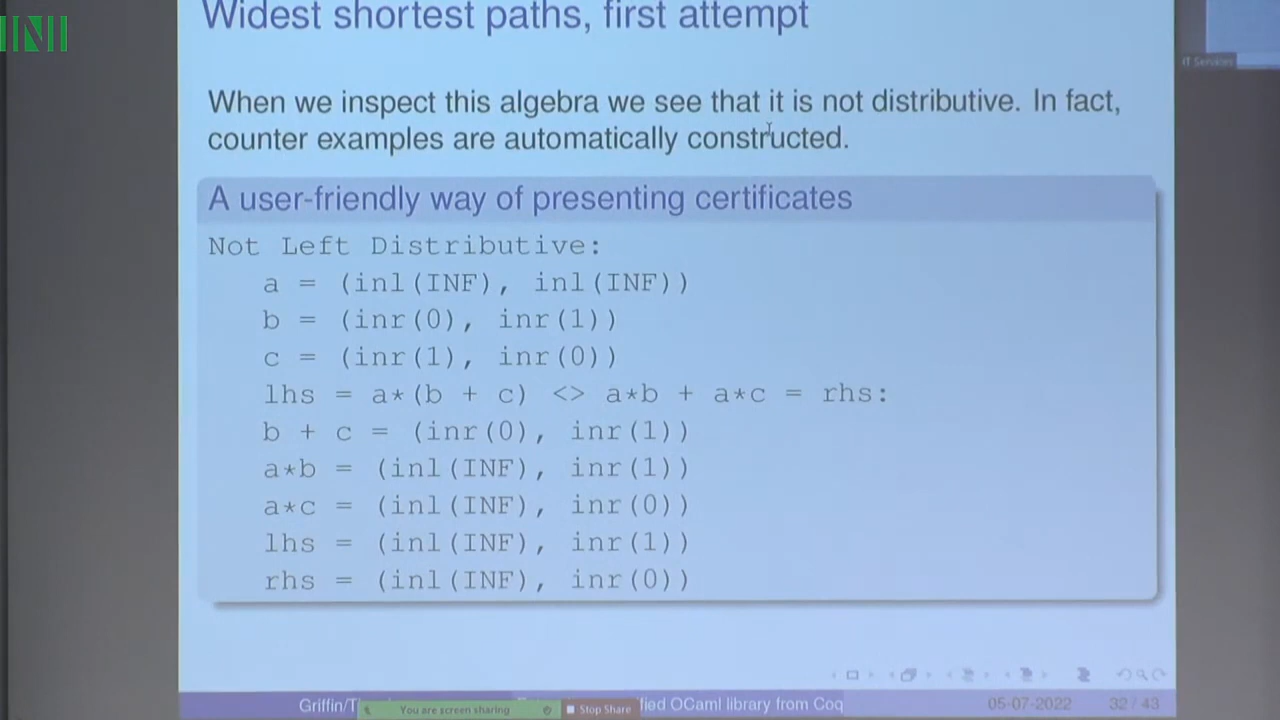 INI
IT Services
Widest shortest paths, first attempt
When we inspect this algebra we see that it is not distributive. In fact,
counter examples are automatically constructed.
A user-friendly way of presenting certificates
Not Left Distributive:
a = (inl(INF), inl(INF))
b = (inr(0), inr(1))
c = (inr(1), inr(0))
lhs = a*(b + c) <> a*b + a*c = rhs:
b + c = (inr(0), inr(1))
a*b = (inl(INF), inr(1))
a*c = (inl(INF), inr(0))
lhs = (inl(INF), inr(1))
rhs = (inl(INF), inr(0))
Griffin/T
You are screen sharing
Stop Share
ified OCaml library from Coq
05-07-2022
32 / 43